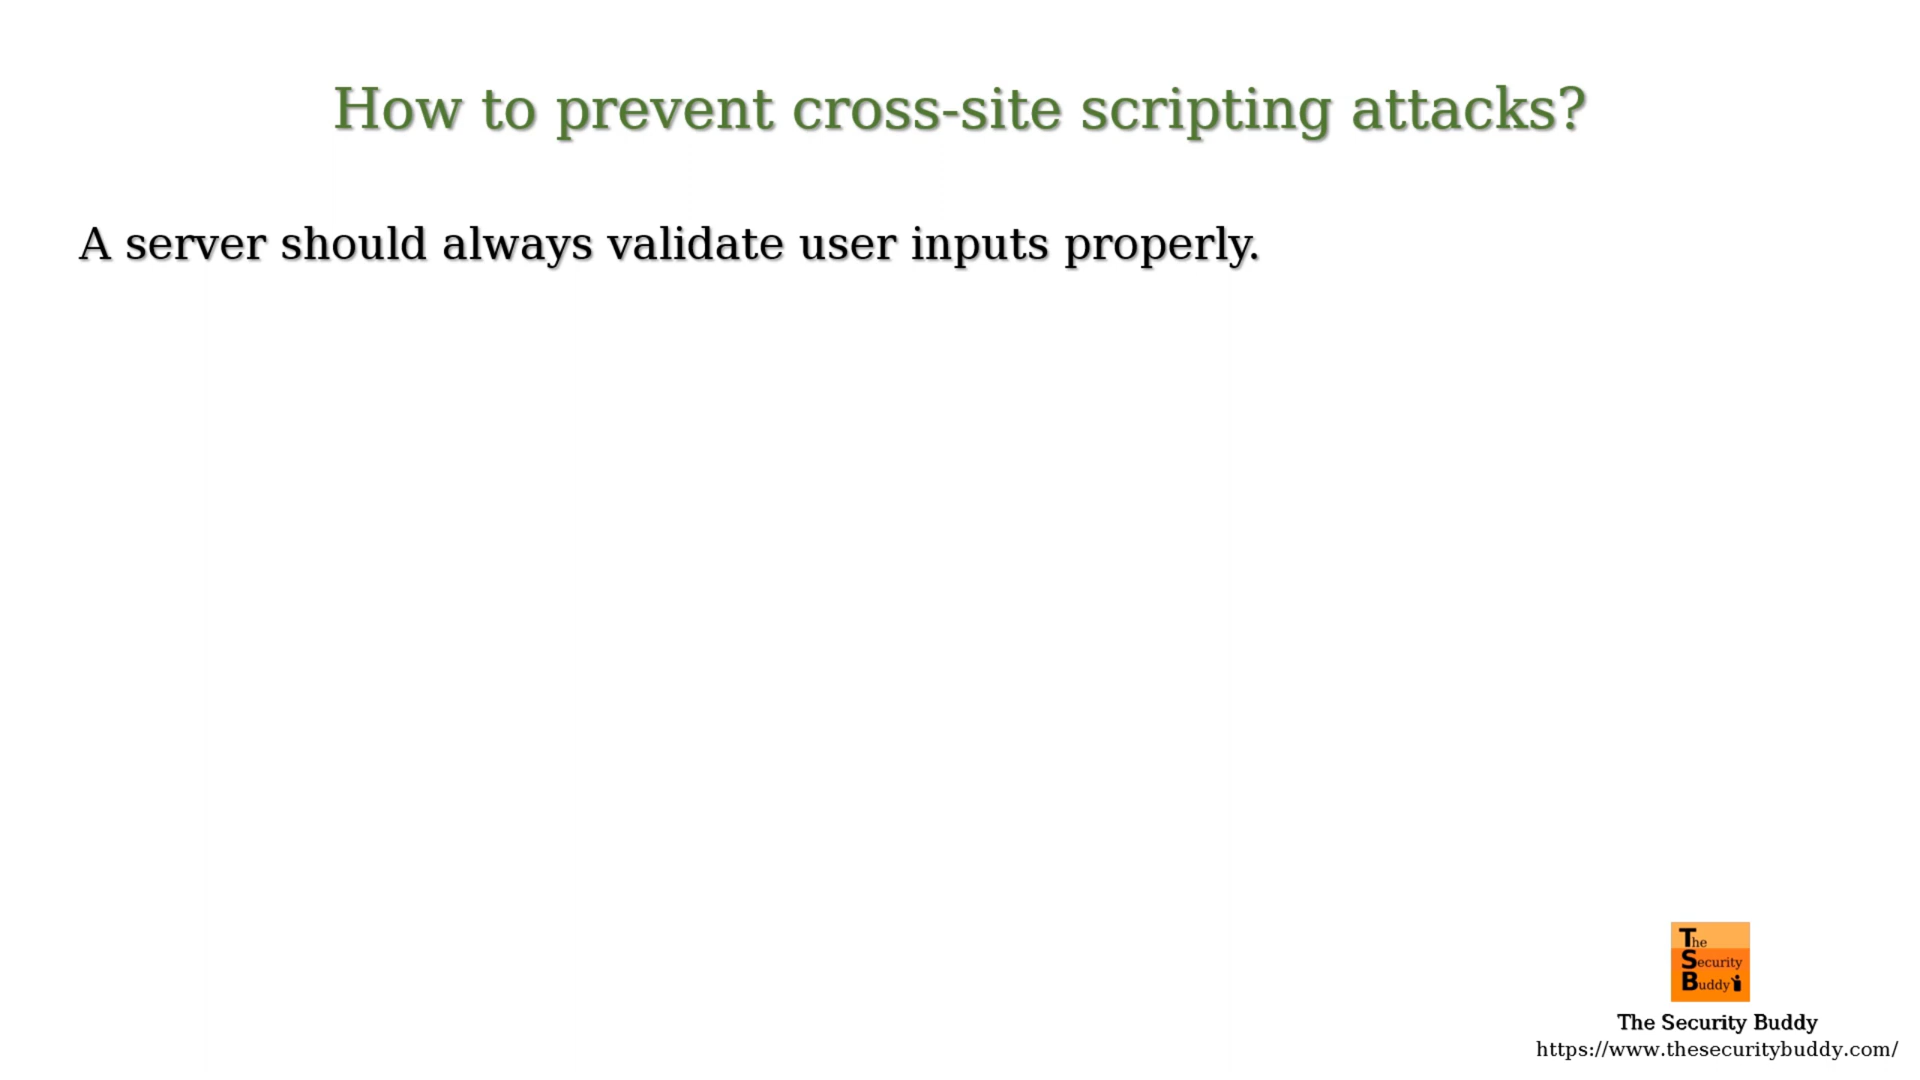 How to prevent cross-site scripting attacks?
A server should always validate user inputs properly.
The
Security
Buddy
The Security Buddy
https://www.thesecuritybuddy.com/